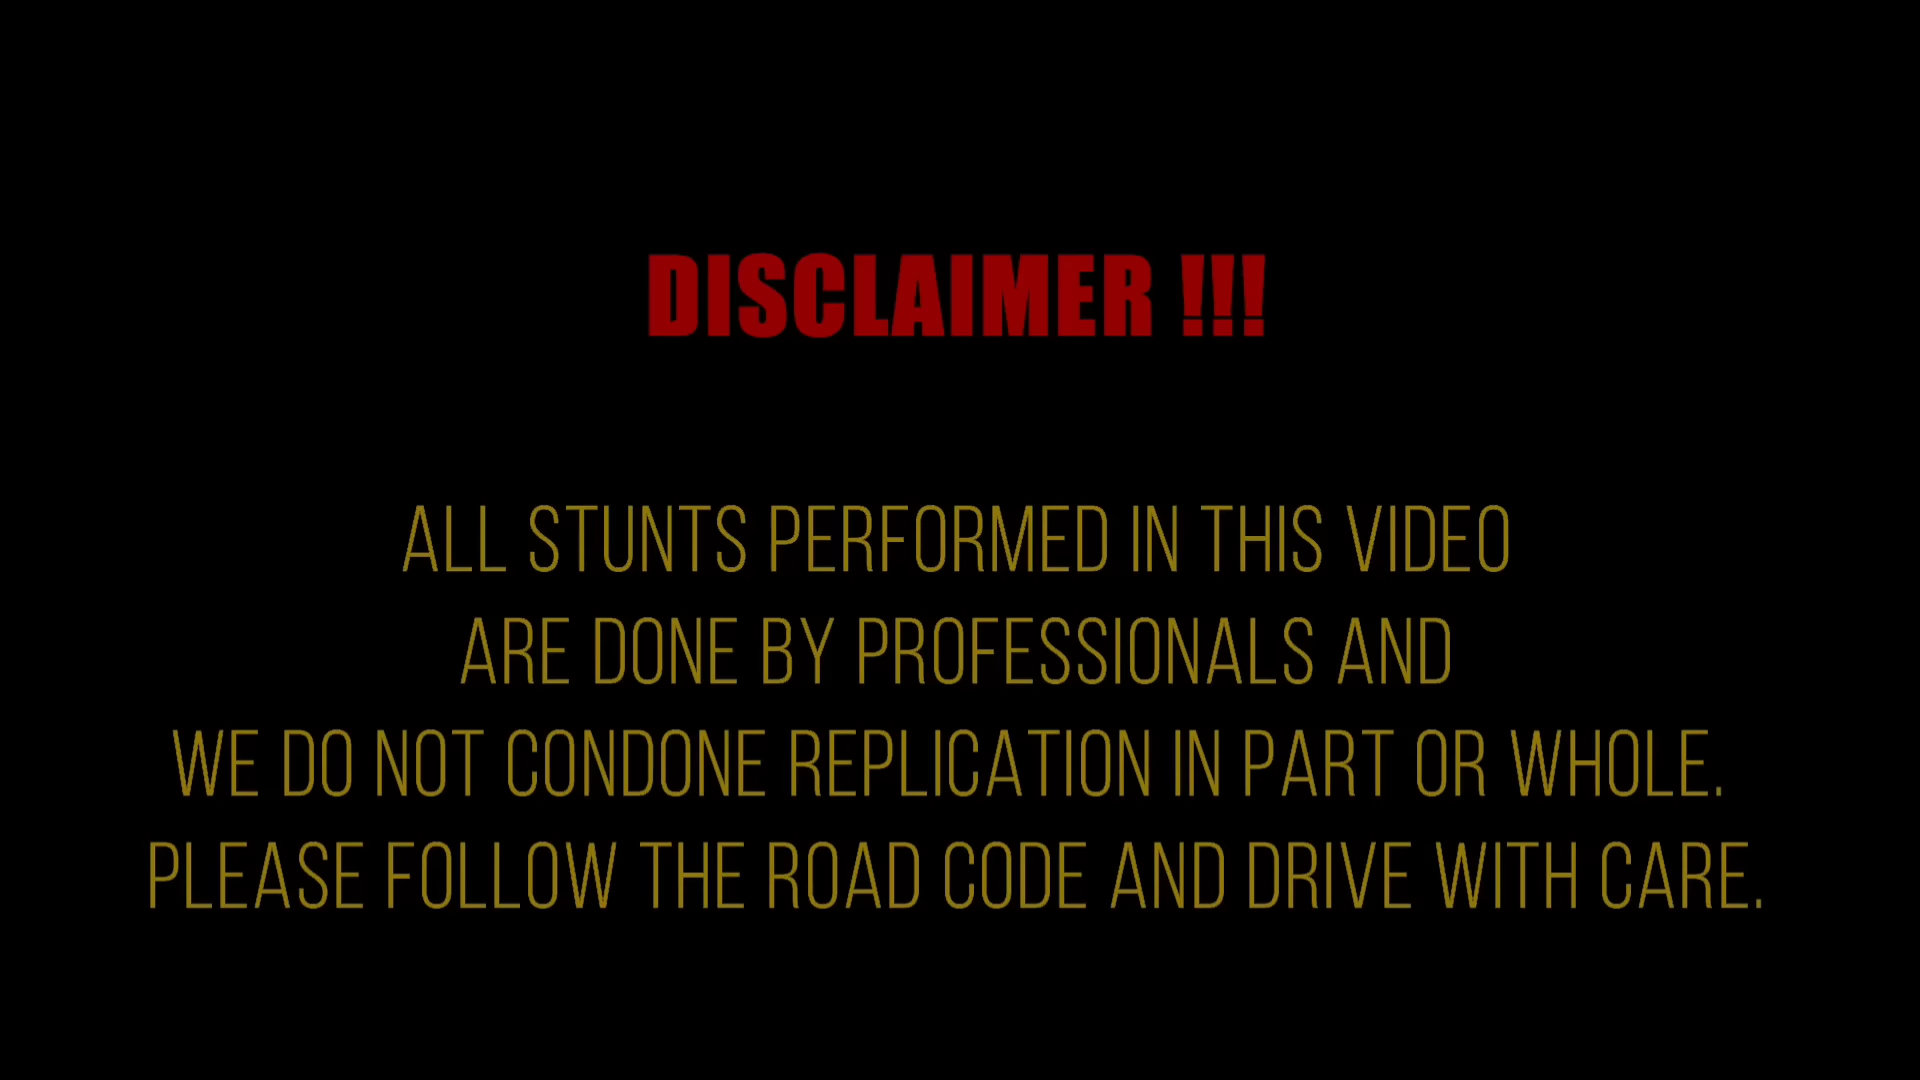 DISCLAIMER !!!
ALL STUNTS PERFORMED IN THIS VIDEO
ARE DONE BY PROFESSIONALS AND
WE DO NOT CONDONE REPLICATION IN PART OR WHOLE.
PLEASE FOLLOW THE ROAD CODE AND DRIVE WITH CARE.